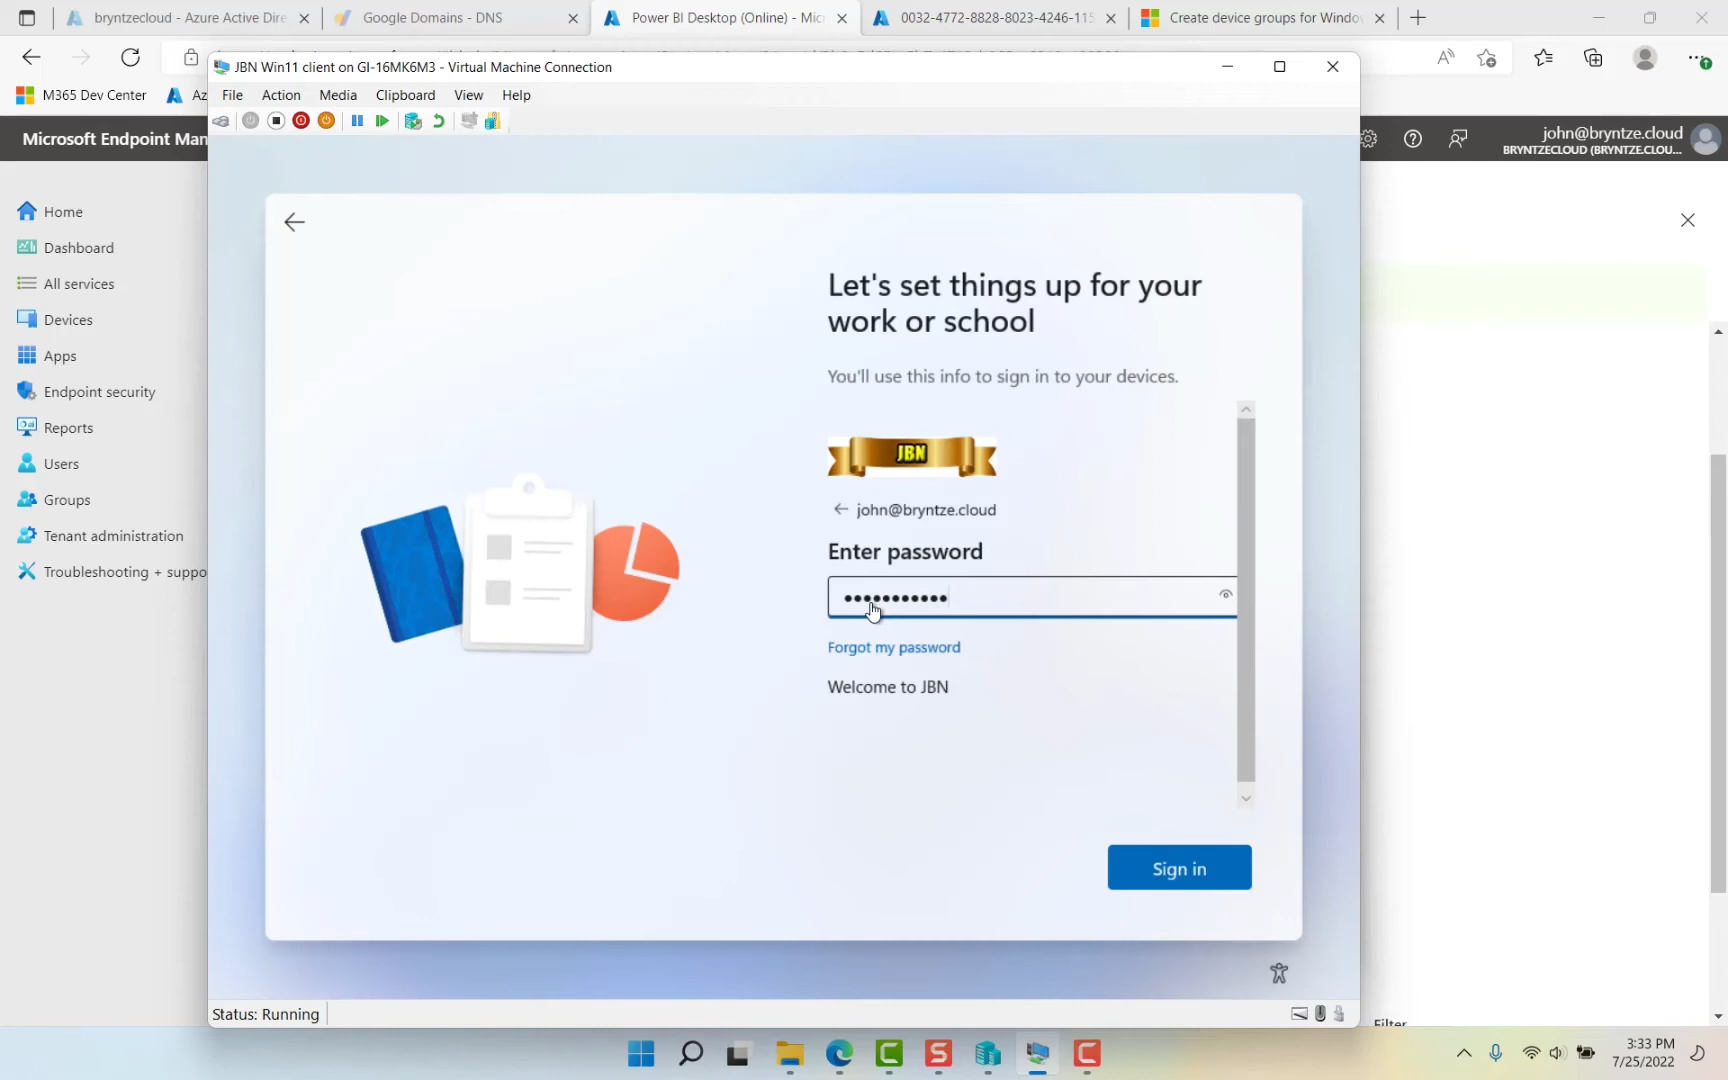 bryntzecloud - Azure Active Dire
Google Domains - DNS
Power BI Desktop (Online) - Mic
0032-4772-8828-8023-4246-115
Create device groups for Windo
M365 Dev Center
Az
JBN Win11 client on GI-16MK6M3 - Virtual Machine Connection
File
Action
Media
Clipboard
View
Help
Microsoft Endpoint Man
john@bryntze.cloud
BRYNTZECLOUD (BRYNTZE.CLOU...
Home
Dashboard
All services
Devices
Apps
Endpoint security
Reports
Users
Groups
Tenant administration
Troubleshooting + suppo
Let's set things up for your
work or school
You'll use this info to sign in to your devices.
JBN
john@bryntze.cloud
Enter password
Forgot my password
Welcome to JBN
Sign in
Status: Running
Filter
3:33 PM
7/25/2022